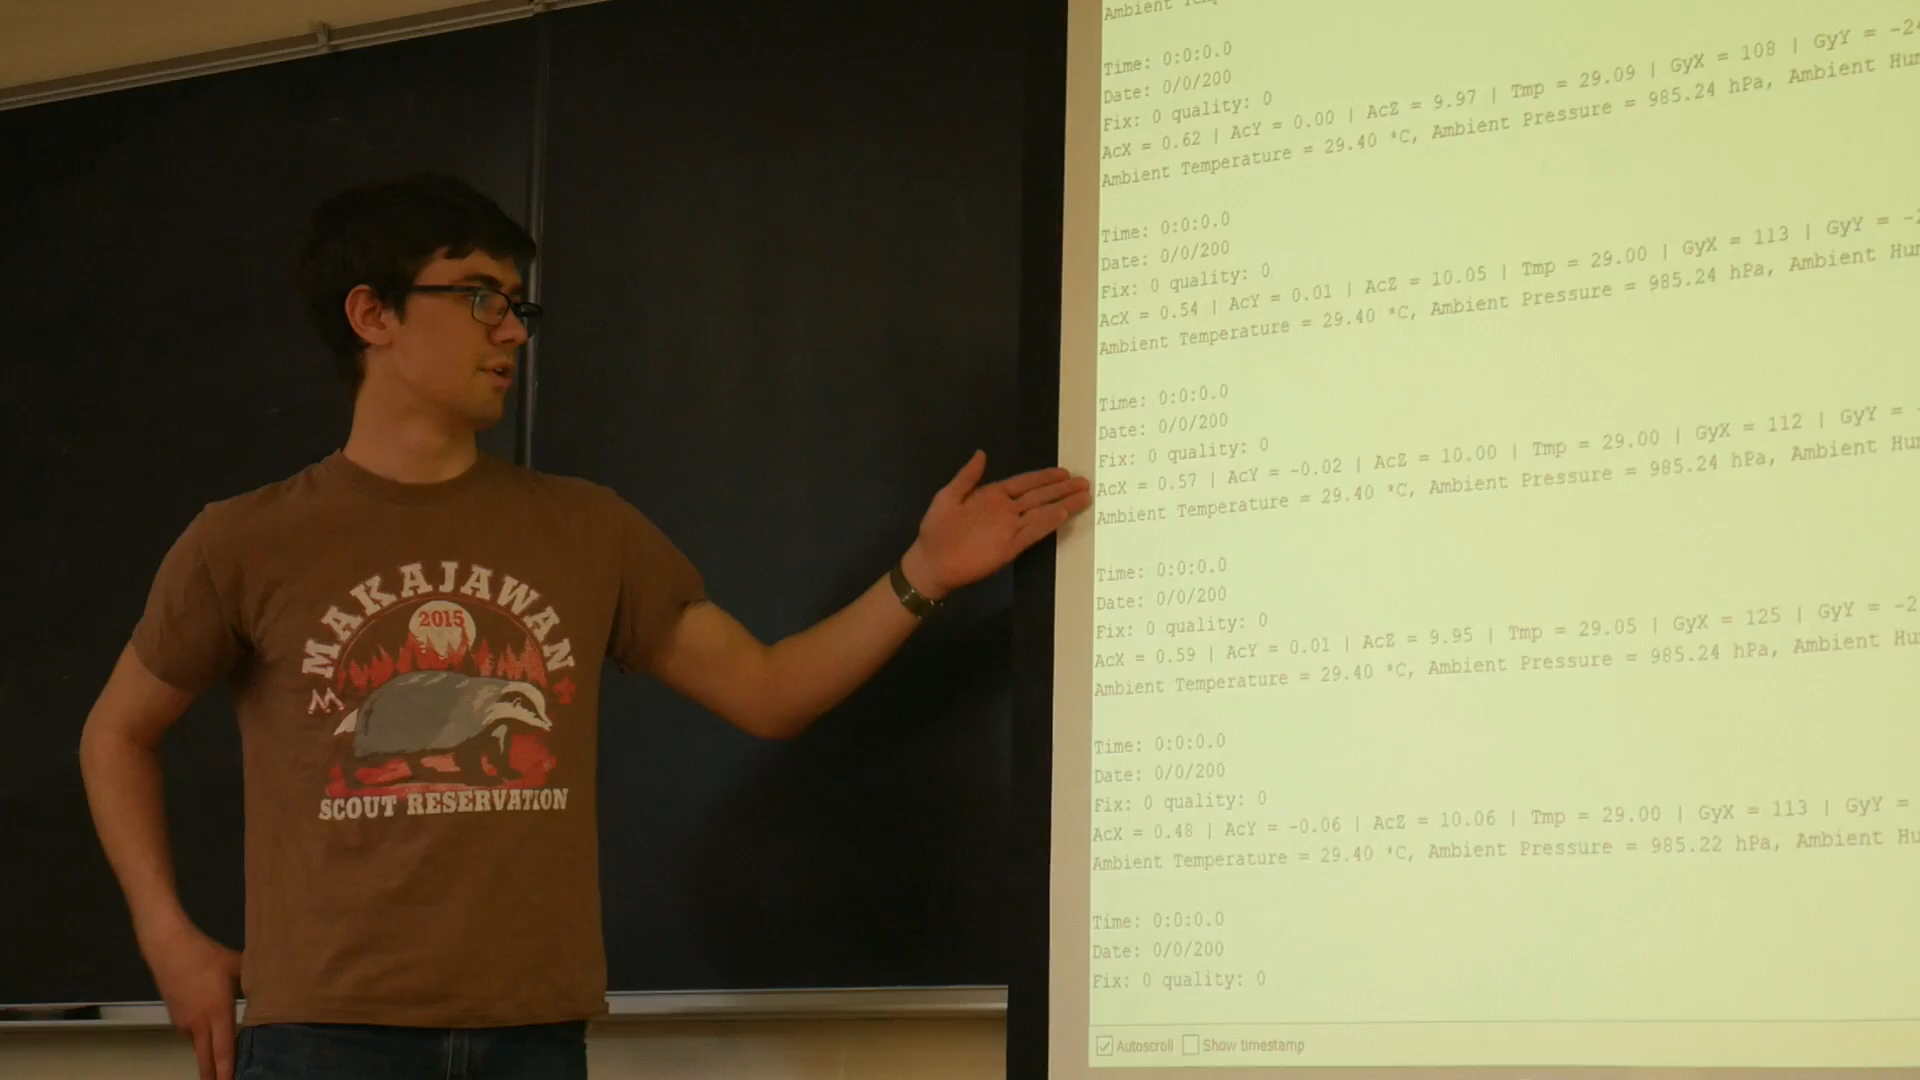 MAKAJAWAN
2015
SCOUT RESERVATION
Ambient
Time: 0:0:0.0
Date: 0/0/200
Fix: 0 quality: 0
AcX = 0.62 | AcY = 0.00 | AcZ = 9.97 | Tmp = 29.09 | GyX = 108 | GyY =
Ambient Temperature = 29.40 *C, Ambient Pressure = 985.24 hPa, Ambient
Time: 0:0:0.0
Date: 0/0/200
Fix: 0 quality: 0
AcX = 0.54 | AcY = 0.01 | AcZ = 10.05 | Tmp = 29.00 | GyX = 113 | GyY =
Ambient Temperature = 29.40 *C, Ambient Pressure = 985.24 hPa, Ambient
Time: 0:0:0.0
Date: 0/0/200
Fix: 0 quality: 0
AcX = 0.57 | AcY = -0.02 | AcZ = 10.00 | Tmp = 29.00 | GyX = 112 | GyY =
Ambient Temperature = 29.40 *C, Ambient Pressure = 985.24 hPa, Ambient
Time: 0:0:0.0
Date: 0/0/200
Fix: 0 quality: 0
AcX = 0.59 | AcY = 0.01 | AcZ = 9.95 | Tmp = 29.05 | GyX = 125 | GyY =
Ambient Temperature = 29.40 *C, Ambient Pressure = 985.24 hPa, Ambient
Time: 0:0:0.0
Date: 0/0/200
Fix: 0 quality: 0
AcX = 0.48 | AcY = -0.06 | AcZ = 10.06 | Tmp = 29.00 | GyX = 113 | GyY =
Ambient Temperature = 29.40 *C, Ambient Pressure = 985.22 hPa, Ambient
Time: 0:0:0.0
Date: 0/0/200
Fix: 0 quality: 0
Autoscroll Show timestamp